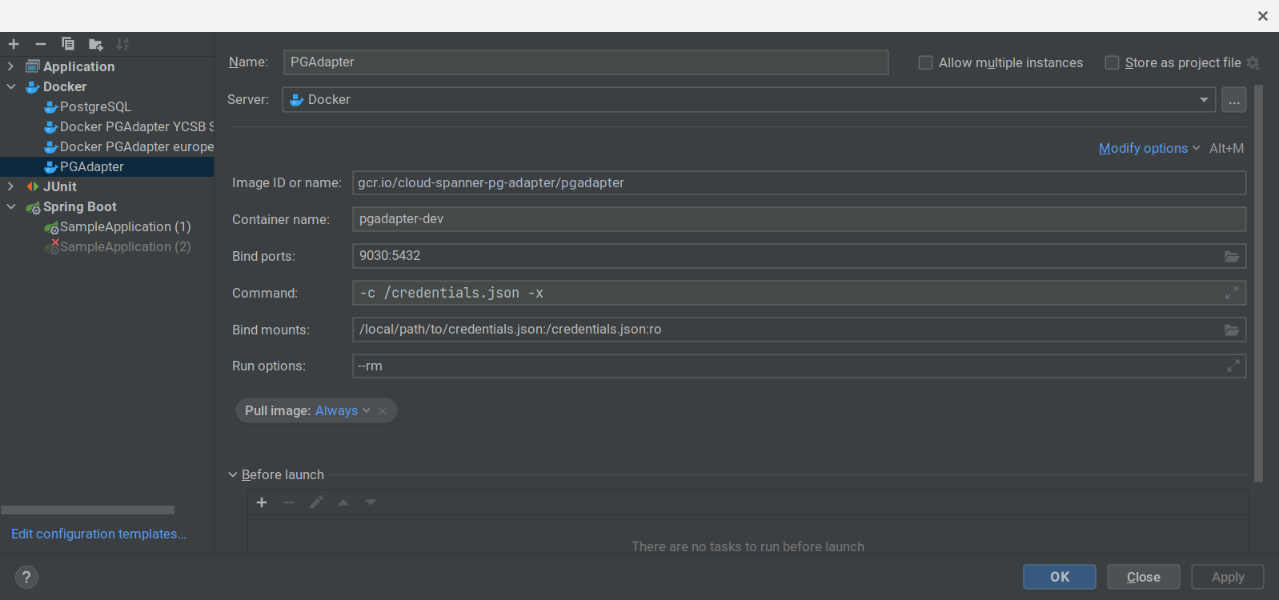 Application
Docker
PostgreSQL
Docker PGAdapter YCSB S
Docker PGAdapter europe
PGAdapter
JUnit
Spring Boot
SampleApplication (1)
SampleApplication (2)
Edit configuration templates...
Name: PGAdapter Allow multiple instances Store as project file
Server: Docker ...
Modify options Alt+M
Image ID or name: gcr.io/cloud-spanner-pg-adapter/pgadapter
Container name: pgadapter-dev
Bind ports: 9030:5432
Command: -c /credentials.json -x
Bind mounts: /local/path/to/credentials.json:/credentials.json:ro
Run options: --rm
Pull image: Always
Before launch
There are no tasks to run before launch
? OK Close Apply